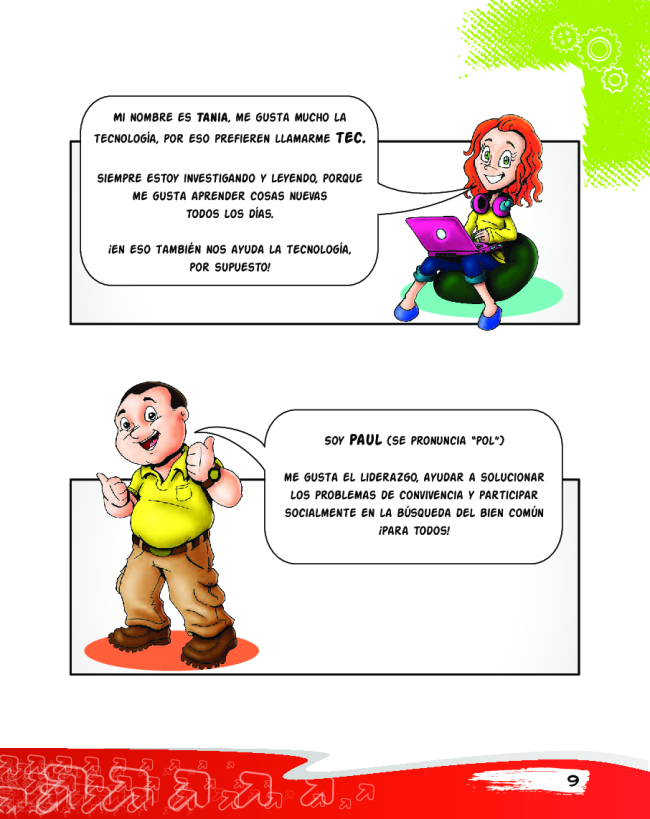 MI NOMBRE ES TANIA, ME GUSTA MUCHO LA
TECNOLOGÍA, POR ESO PREFIEREN LLAMARME TEC.
SIEMPRE ESTOY INVESTIGANDO Y LEYENDO, PORQUE
ME GUSTA APRENDER COSAS NUEVAS
TODOS LOS DÍAS.
¡EN ESO TAMBIÉN NOS AYUDA LA TECNOLOGÍA,
POR SUPUESTO!
SOY PAUL (SE PRONUNCIA "POL")
ME GUSTA EL LIDERAZGO, AYUDAR A SOLUCIONAR
LOS PROBLEMAS DE CONVIVENCIA Y PARTICIPAR
SOCIALMENTE EN LA BÚSQUEDA DEL BIEN COMÚN
¡PARA TODOS!
9